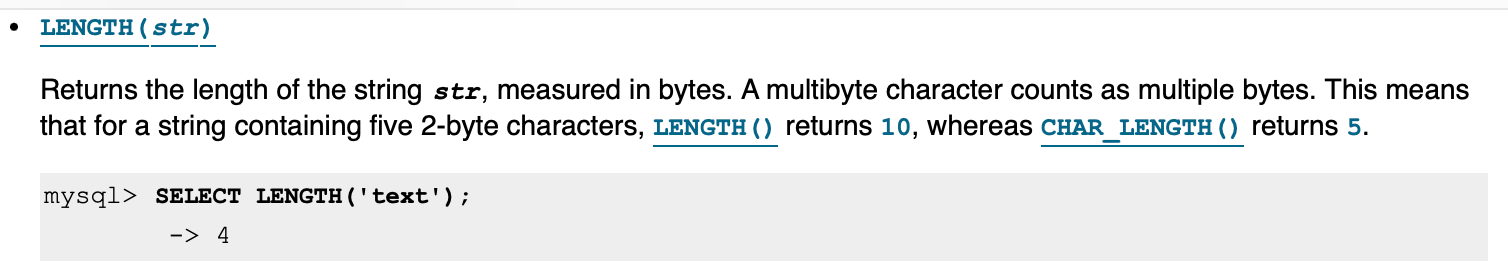 • LENGTH(str)
Returns the length of the string str, measured in bytes. A multibyte character counts as multiple bytes. This means
that for a string containing five 2-byte characters, LENGTH() returns 10, whereas CHAR_LENGTH() returns 5.
mysql> SELECT LENGTH('text');
-> 4